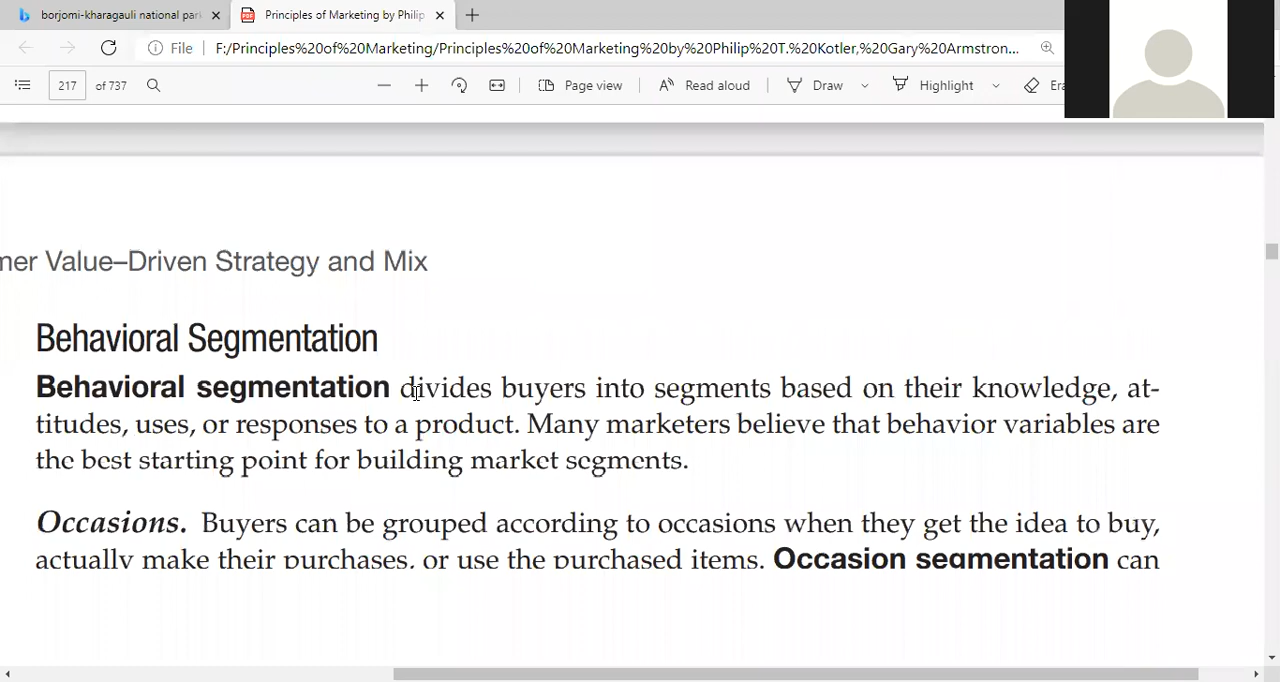 borjomi-kharagauli national par
Principles of Marketing by Philip
File
F:/Principles%20of%20Marketing/Principles%20of%20Marketing%20by%20Philip%20T.%20Kotler,%20Gary%20Armstron...
217 of 737
Page view
Read aloud
Draw
Highlight
Era
mer Value–Driven Strategy and Mix
Behavioral Segmentation
Behavioral segmentation divides buyers into segments based on their knowledge, at-
titudes, uses, or responses to a product. Many marketers believe that behavior variables are
the best starting point for building market segments.
Occasions. Buyers can be grouped according to occasions when they get the idea to buy,
actually make their purchases, or use the purchased items. Occasion segmentation can